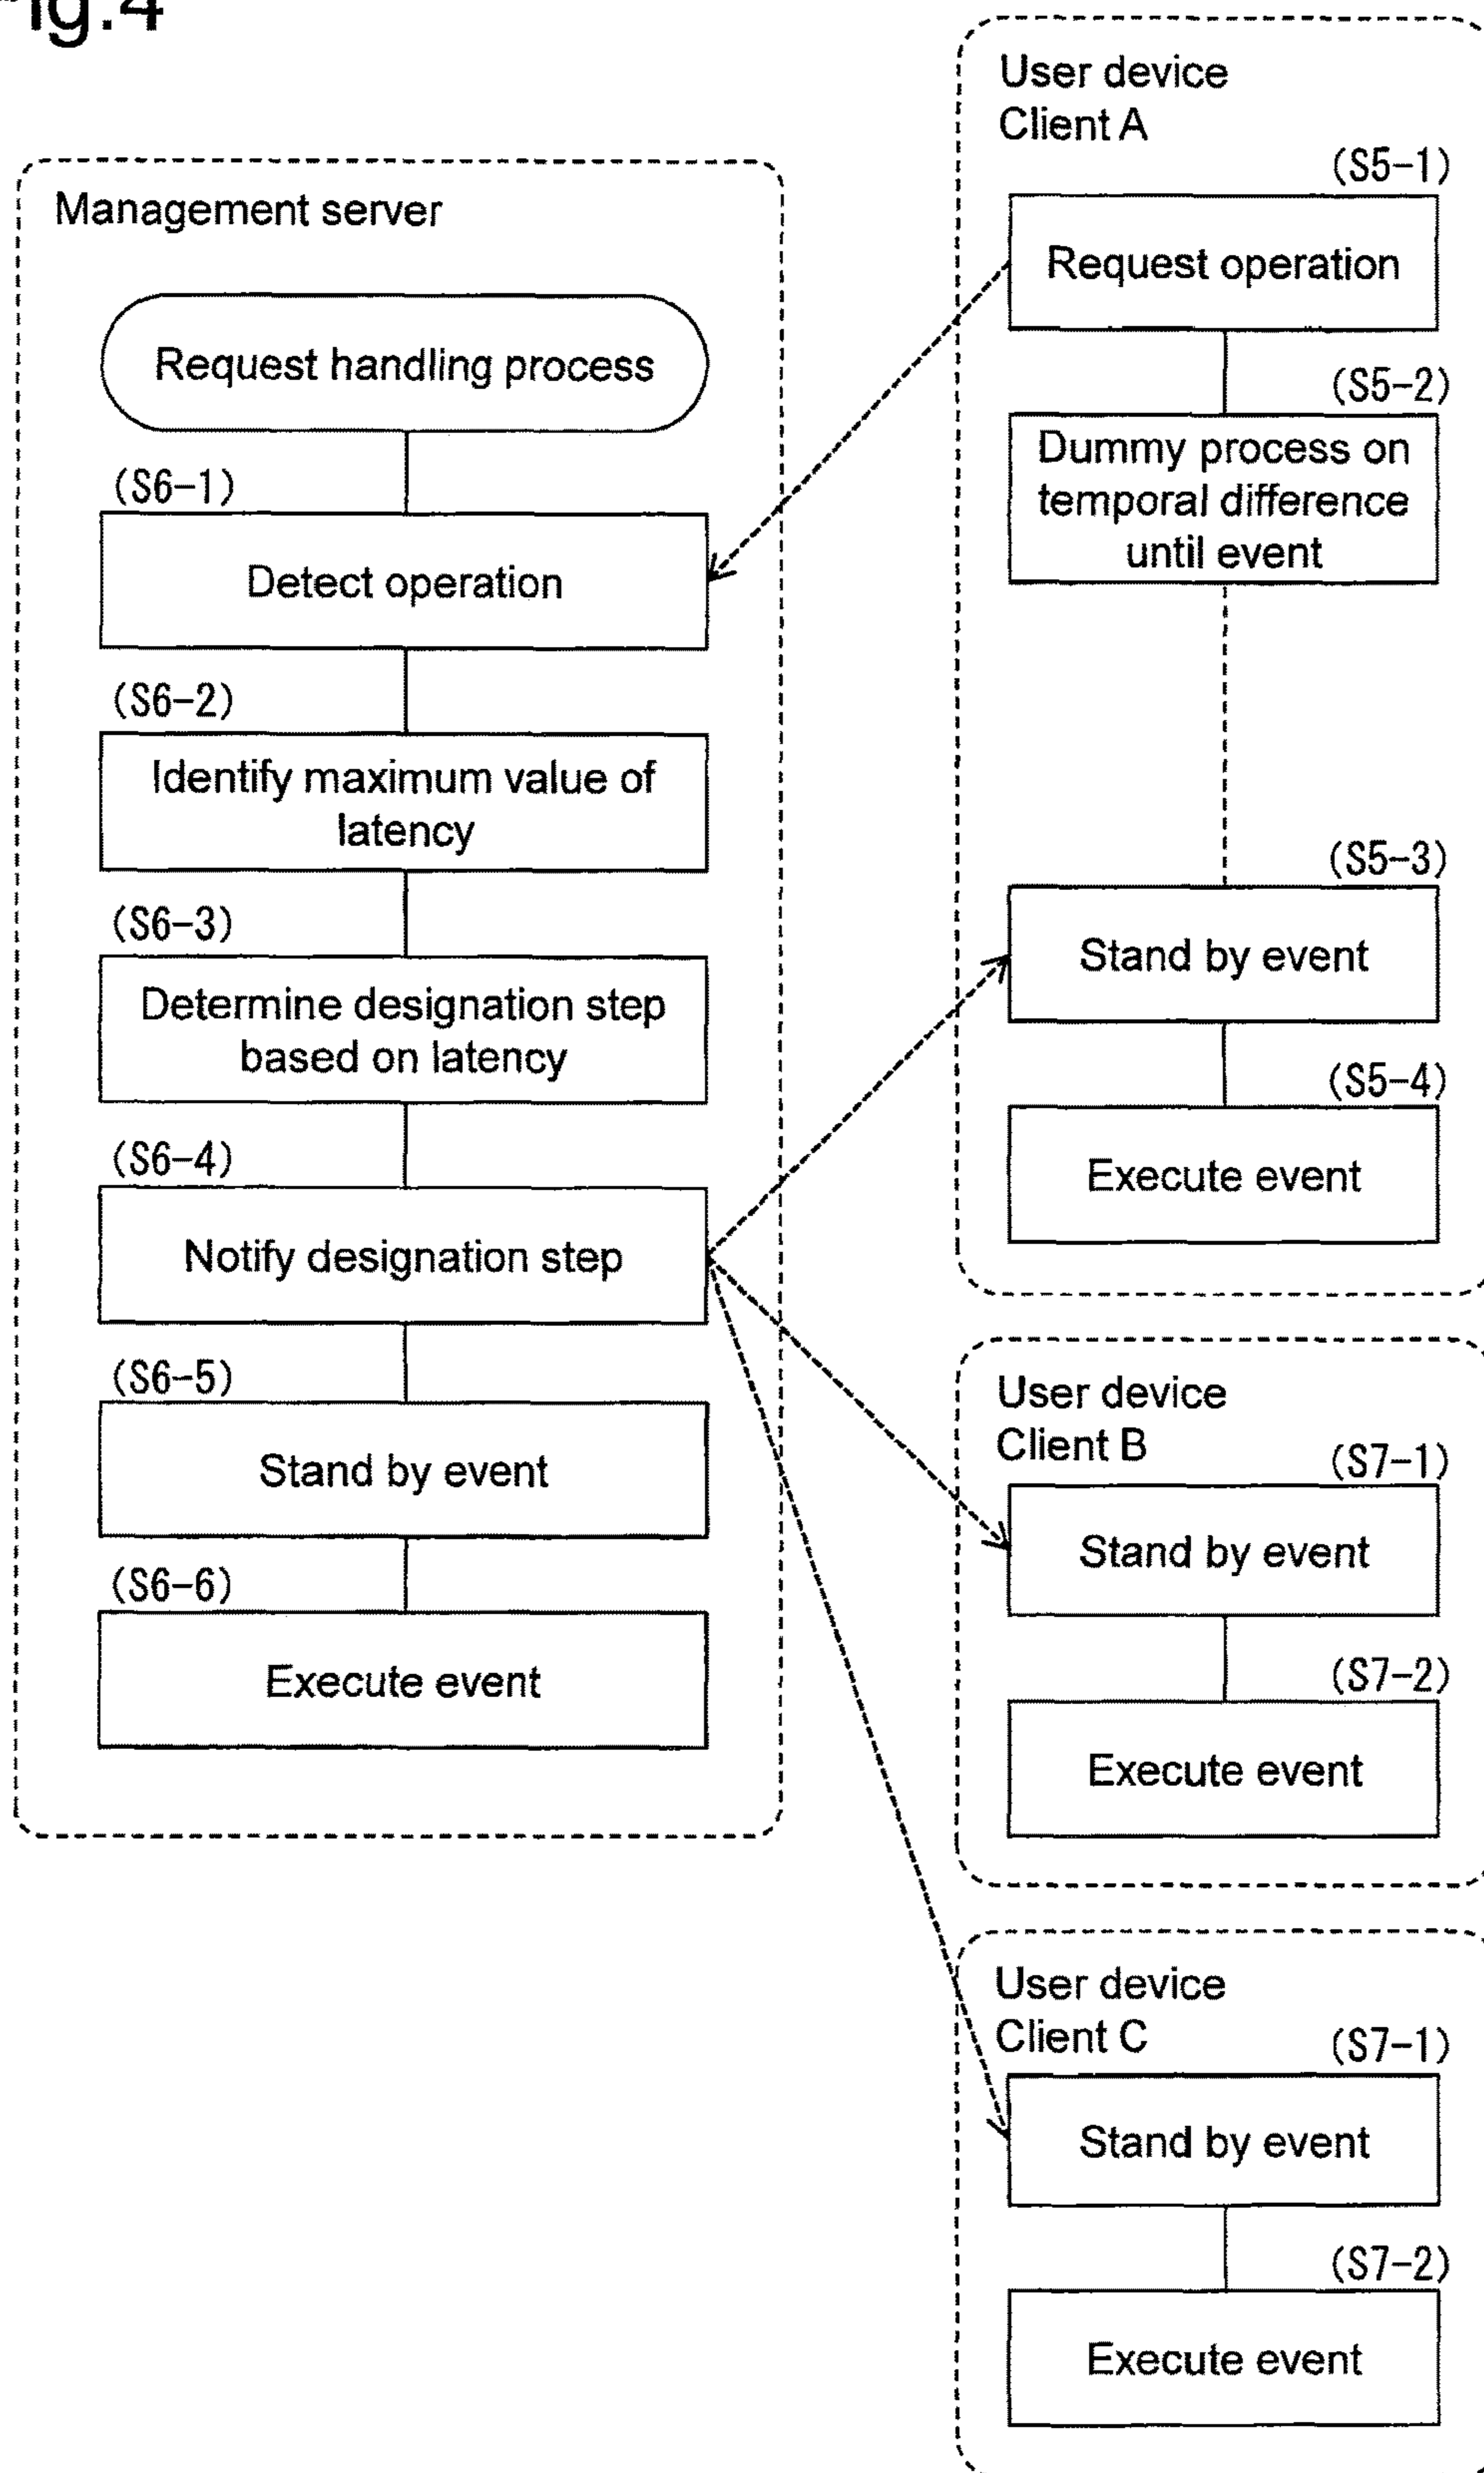 Fig.4
Management server
Request handling process
(S6-1)
Detect operation
(S6-2)
Identify maximum value of
latency
(S6-3)
Determine designation step
based on latency
(S6-4)
Notify designation step
(S6-5)
Stand by event
(S6-6)
Execute event
User device
Client A
(S5-1)
Request operation
(S5-2)
Dummy process on
temporal difference
until event
(S5-3)
Stand by event
(S5-4)
Execute event
User device
Client B
(S7-1)
Stand by event
(S7-2)
Execute event
User device
Client C
(S7-1)
Stand by event
(S7-2)
Execute event